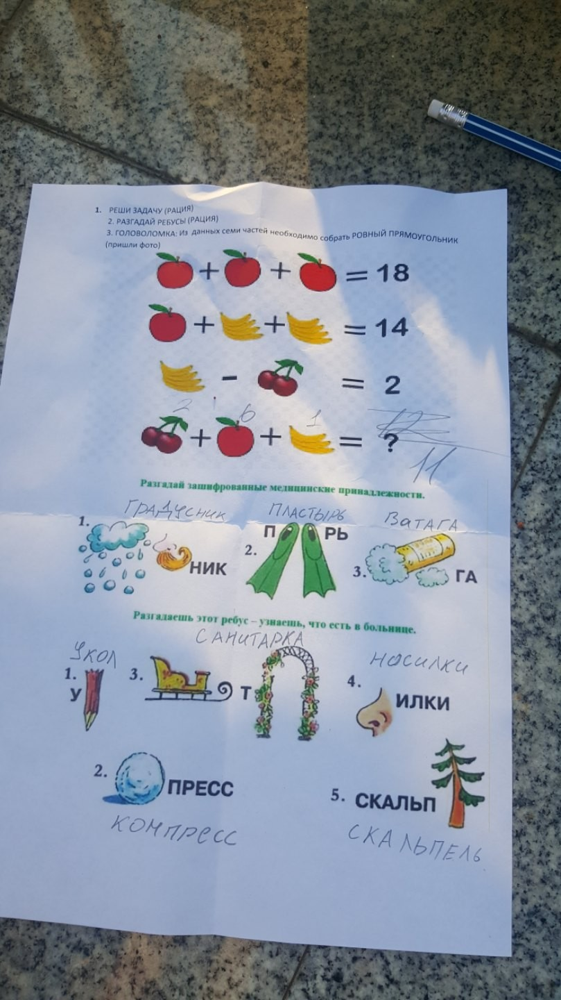 1. РЕШИ ЗАДАЧУ (РАЦИЯ)
2. РАЗГАДАЙ РЕБУСЫ (РАЦИЯ)
3. ГОЛОВОЛОМКА: Из данных семи частей необходимо собрать РОВНЫЙ ПРЯМОУГОЛЬНИК
(пришли фото)
+ + = 18
+ + = 14
- = 2
2 6 1
+ + = ?
11
Разгадай зашифрованные медицинские принадлежности.
ГРАДУСНИК ПЛАСТЫРЬ ВАТАГА
1. НИК 2. П РЬ 3. ГА
Разгадаешь этот ребус – узнаешь, что есть в больнице.
САНИТАРКА
УКОЛ НОСИЛКИ
1. У 3. Т 4. ИЛКИ
2. ПРЕСС 5. СКАЛЬП
КОМПРЕСС СКАЛЬПЕЛЬ